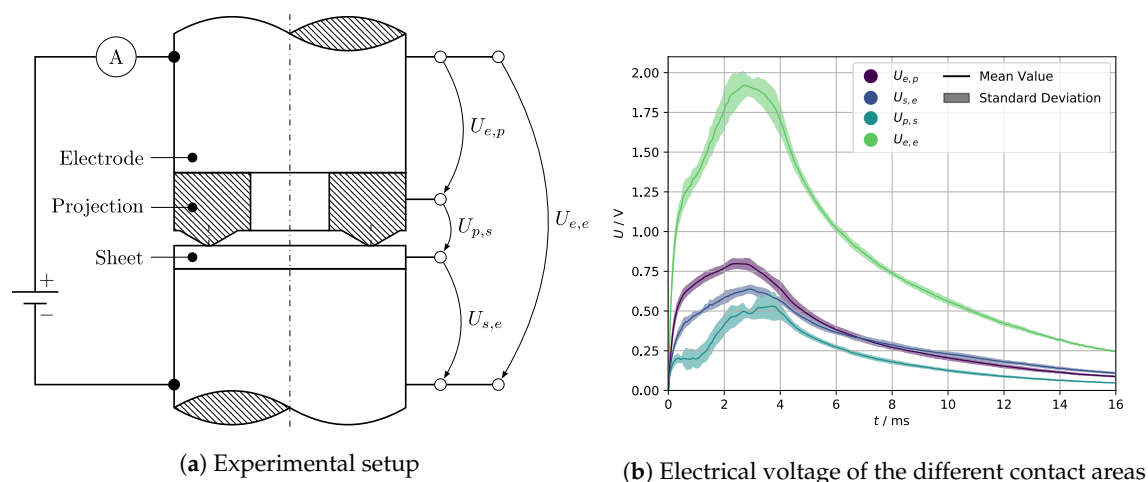 A
Electrode
Projection
Sheet
+
−
U_{e,p}
U_{p,s}
U_{s,e}
U_{e,e}
(a) Experimental setup
U / V
2.00
1.75
1.50
1.25
1.00
0.75
0.50
0.25
0.00
U_{e,p}
U_{s,e}
U_{p,s}
U_{e,e}
Mean Value
Standard Deviation
0 2 4 6 8 10 12 14 16
t / ms
(b) Electrical voltage of the different contact areas